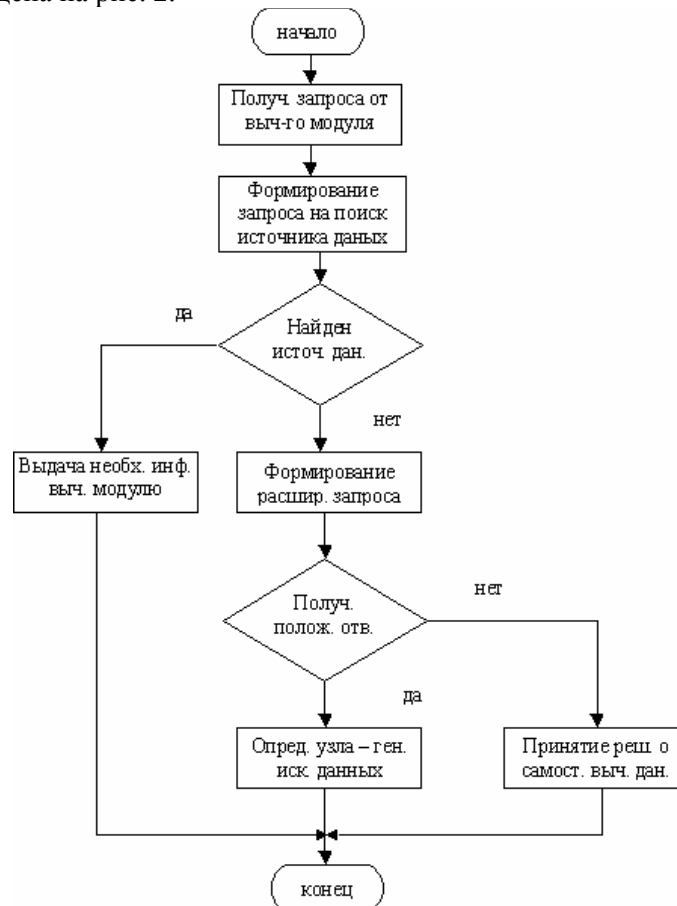 дена на рис. 2.
начало
Получ. запроса от
выч-го модуля
Формирование
запроса на поиск
источника даных
да
Найден
источ. дан.
нет
Выдача необх. инф.
выч. модулю
Формирование
расшир. запроса
Получ.
полож. отв.
нет
да
Опред. узла – ген.
иск. данных
Принятие реш. о
самост. выч. дан.
конец